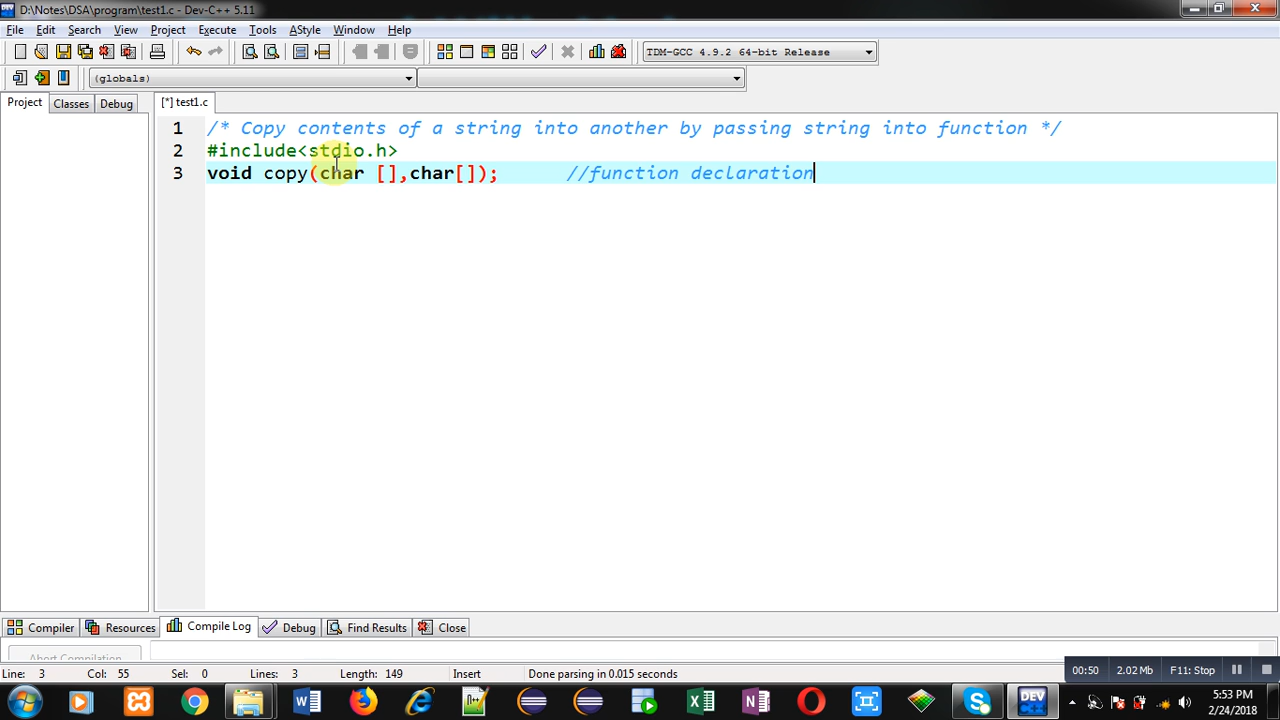 D:\Notes\DSA\program\test1.c - Dev-C++ 5.11
File Edit Search View Project Execute Tools AStyle Window Help
TDM-GCC 4.9.2 64-bit Release
(globals)
Project Classes Debug [*] test1.c
1 /* Copy contents of a string into another by passing string into function */
2 #include<stdio.h>
3 void copy(char [],char[]); //function declaration
Compiler Resources Compile Log Debug Find Results Close
Abort Compilation
Line: 3 Col: 55 Sel: 0 Lines: 3 Length: 149 Insert Done parsing in 0.015 seconds
00:50 2.02 Mb F11: Stop
DEV
5:53 PM
2/24/2018